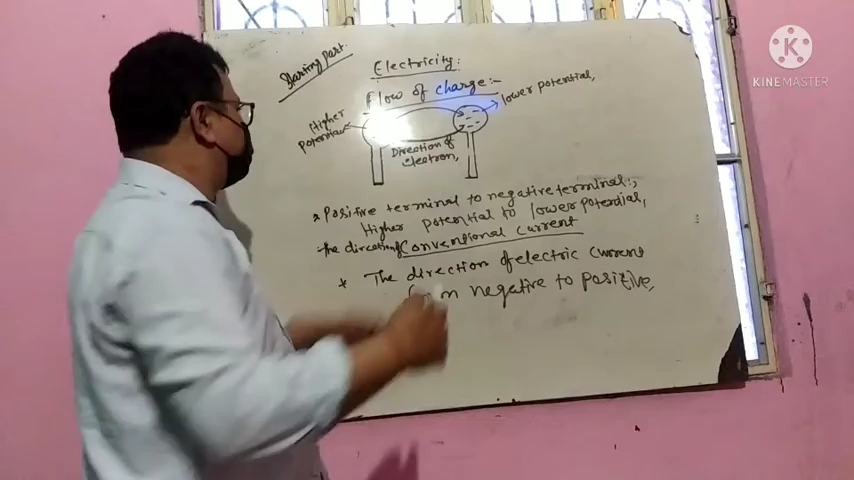 Starting Part.
Electricity:
Flow of charge:-
Higher potential
lower potential,
Direction of electron,
* Positive terminal to negative terminal:,
Higher potential to lower potential,
-the direction of Conventional current
* The direction of electric current
from negative to positive,
K
KINEMASTER